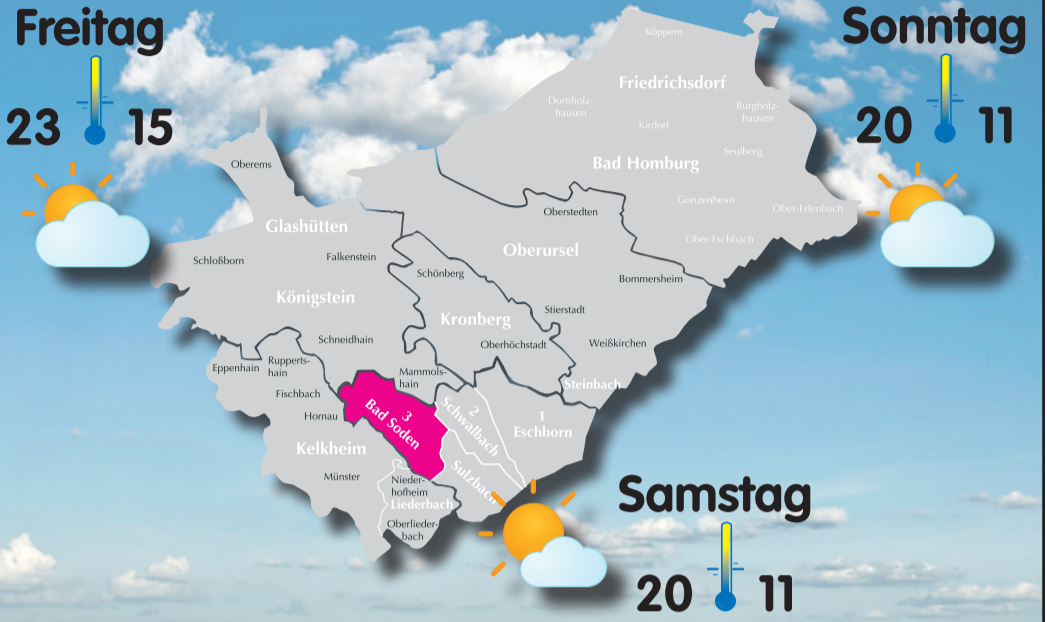 Freitag
23 15
Sonntag
20 11
Köppern
Friedrichsdorf
Dornholz-
hausen
Burgholz-
hausen
Kirdorf
Seulberg
Bad Homburg
Oberems
Gonzenheim
Ober-Erlenbach
Oberstedten
Glashütten
Ober-Eschbach
Oberursel
Schloßborn
Falkenstein
Schönberg
Bommersheim
Königstein
Kronberg
Stierstadt
Schneidhain
Oberhöchstadt
Weißkirchen
Eppenhain
Rupperts-
hain
Mammols-
hain
Steinbach
Fischbach
Hornau
3
Bad Soden
2
Schwalbach
1
Eschborn
Kelkheim
Münster
Sulzbach
Nieder-
hofheim
Liederbach
Oberlieder-
bach
Samstag
20 11